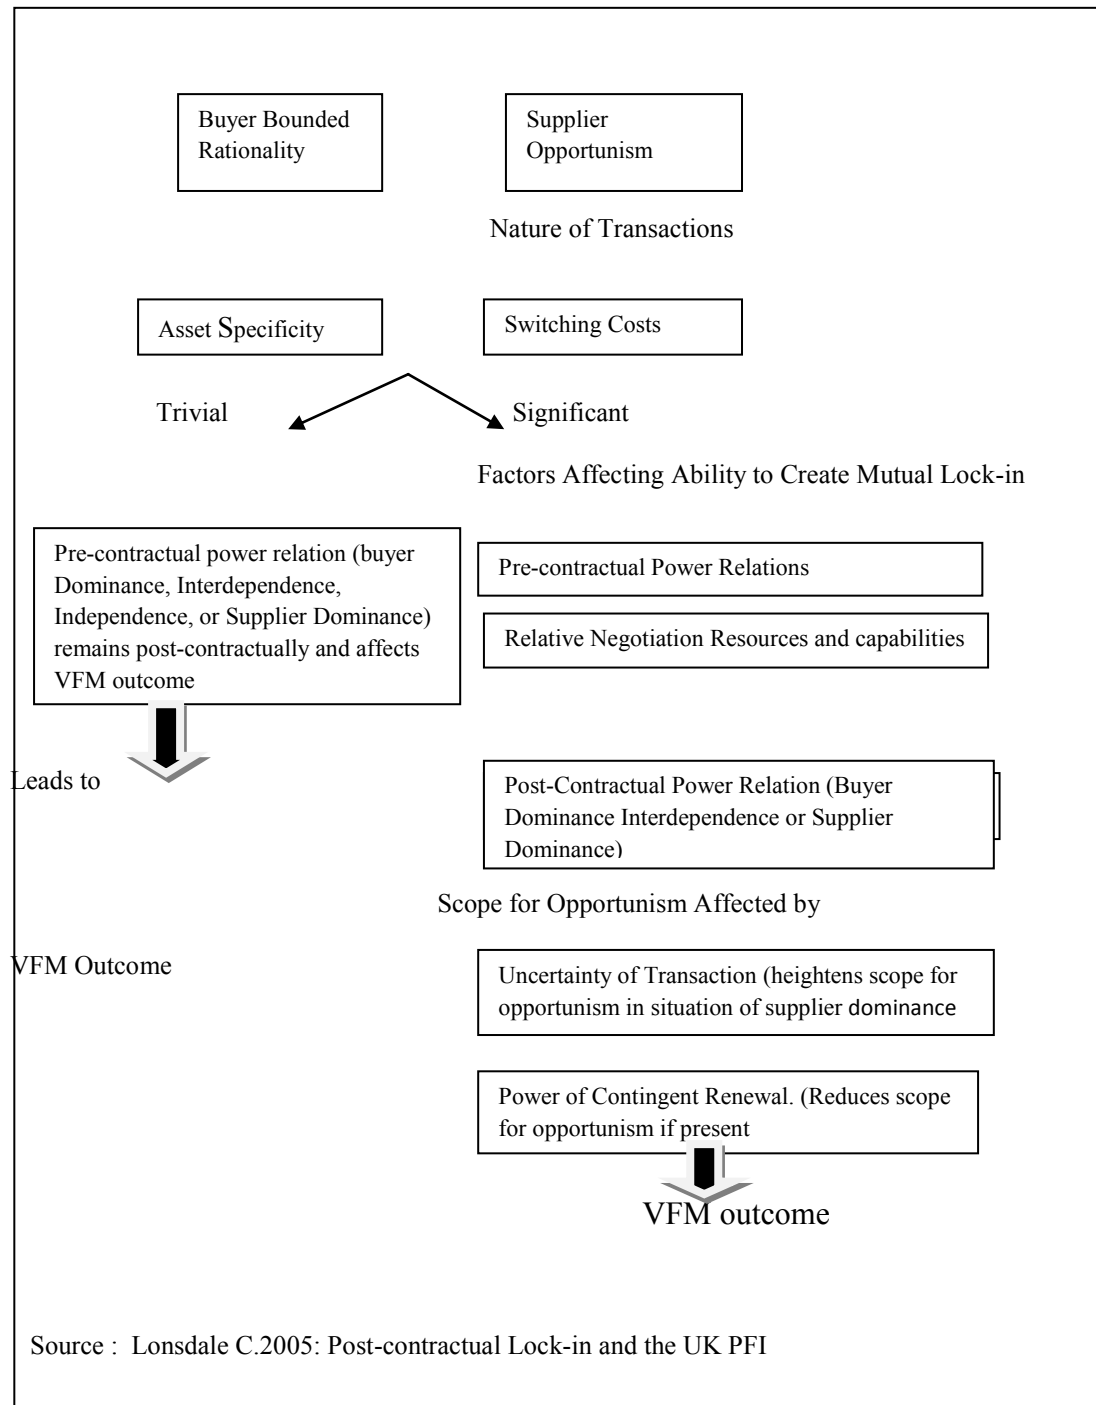 Buyer Bounded
Rationality
Supplier
Opportunism
Nature of Transactions
Asset Specificity
Switching Costs
Trivial
Significant
Factors Affecting Ability to Create Mutual Lock-in
Pre-contractual power relation (buyer
Dominance, Interdependence,
Independence, or Supplier Dominance)
remains post-contractually and affects
VFM outcome
Pre-contractual Power Relations
Relative Negotiation Resources and capabilities
Leads to
Post-Contractual Power Relation (Buyer
Dominance Interdependence or Supplier
Dominance)
Scope for Opportunism Affected by
VFM Outcome
Uncertainty of Transaction (heightens scope for
opportunism in situation of supplier dominance
Power of Contingent Renewal. (Reduces scope
for opportunism if present
VFM outcome
Source :  Lonsdale C.2005: Post-contractual Lock-in and the UK PFI